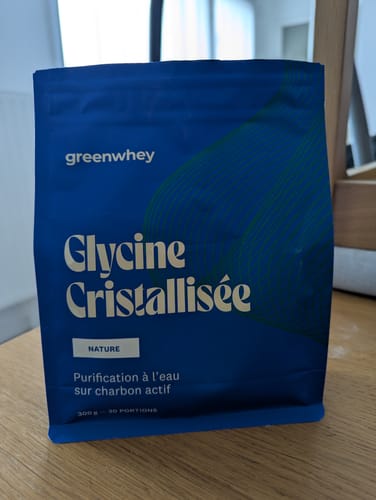 greenwhey
Glycine
Cristallisée
NATURE
Purification à l'eau
sur charbon actif
300 g — 30 PORTIONS